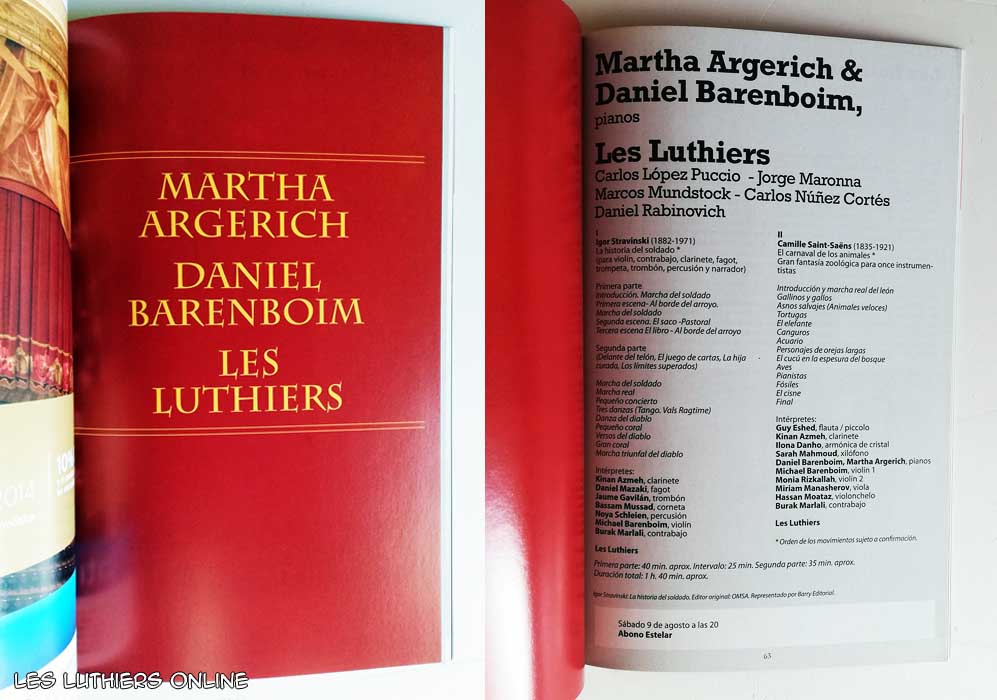 2014
10%
MARTHA
ARGERICH
DANIEL
BARENBOIM
LES
LUTHIERS
LES LUTHIERS ONLINE
Martha Argerich &
Daniel Barenboim,
pianos
Les Luthiers
Carlos López Puccio - Jorge Maronna
Marcos Mundstock - Carlos Núñez Cortés
Daniel Rabinovich
I
Igor Stravinski (1882-1971)
La historia del soldado *
(para violín, contrabajo, clarinete, fagot,
trompeta, trombón, percusión y narrador)
Primera parte
Introducción. Marcha del soldado
Primera escena- Al borde del arroyo.
Marcha del soldado
Segunda escena. El saco -Pastoral
Tercera escena El libro - Al borde del arroyo
Segunda parte
(Delante del telón, El juego de cartas, La hija
curada, Los límites superados)
Marcha del soldado
Marcha real
Pequeño concierto
Tres danzas (Tango. Vals Ragtime)
Danza del diablo
Pequeño coral
Versos del diablo
Gran coral
Marcha triunfal del diablo
Intérpretes:
Kinan Azmeh, clarinete
Daniel Mazaki, fagot
Jaume Gavilán, trombón
Bassam Mussad, corneta
Noya Schleien, percusión
Michael Barenboim, violín
Burak Marlali, contrabajo
Les Luthiers
II
Camille Saint-Saëns (1835-1921)
El carnaval de los animales *
Gran fantasía zoológica para once instrumen-
tistas
Introducción y marcha real del león
Gallinos y gallos
Asnos salvajes (Animales veloces)
Tortugas
El elefante
Canguros
Acuario
Personajes de orejas largas
El cucú en la espesura del bosque
Aves
Pianistas
Fósiles
El cisne
Final
Intérpretes:
Guy Eshed, flauta / piccolo
Kinan Azmeh, clarinete
Ilona Danho, armónica de cristal
Sarah Mahmoud, xilófono
Daniel Barenboim, Martha Argerich, pianos
Michael Barenboim, violín 1
Monia Rizkallah, violín 2
Miriam Manasherov, viola
Hassan Moataz, violonchelo
Burak Marlali, contrabajo
Les Luthiers
* Orden de los movimientos sujeto a confirmación.
Primera parte: 40 min. aprox. Intervalo: 25 min. Segunda parte: 35 min. aprox.
Duración total: 1 h. 40 min. aprox.
Igor Stravinski: La historia del soldado. Editor original: OMSA. Representado por Barry Editorial.
Sábado 9 de agosto a las 20
Abono Estelar
63